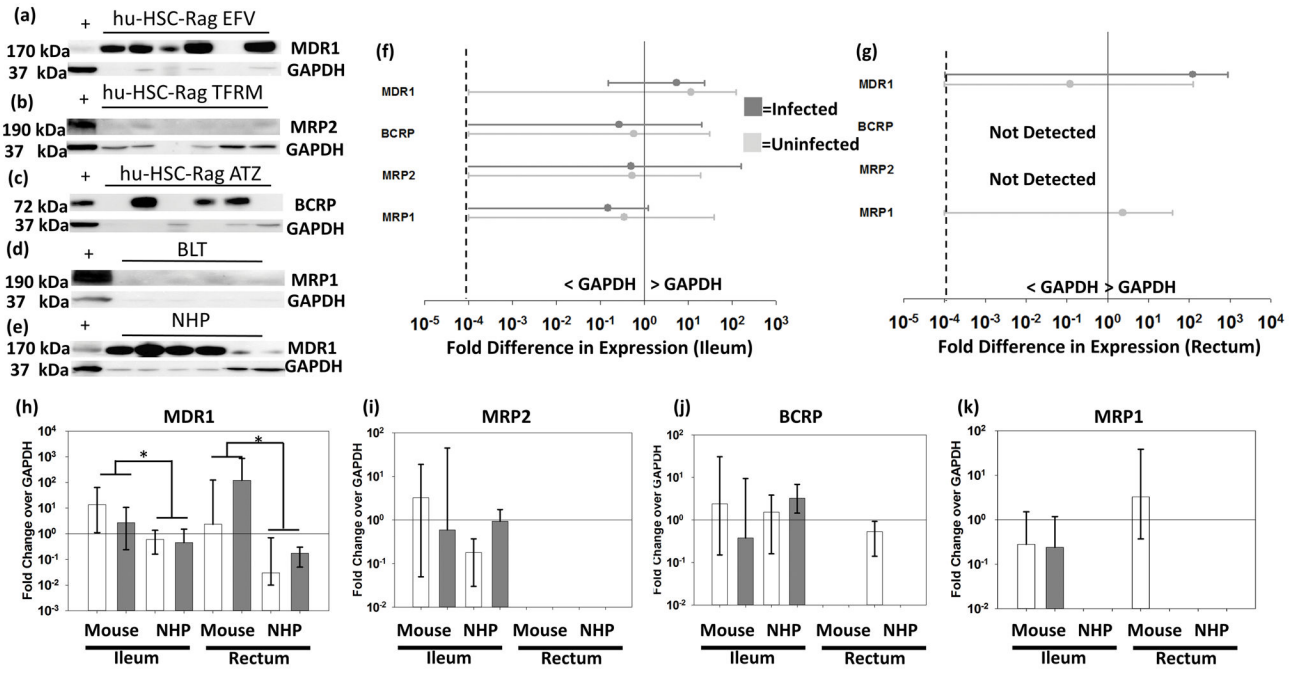 (a) + hu-HSC-Rag EFV
170 kDa MDR1
37 kDa GAPDH
(b) + hu-HSC-Rag TFRM
190 kDa MRP2
37 kDa GAPDH
(c) + hu-HSC-Rag ATZ
72 kDa BCRP
37 kDa GAPDH
(d) + BLT
190 kDa MRP1
37 kDa GAPDH
(e) + NHP
170 kDa MDR1
37 kDa GAPDH
(f)
MDR1
BCRP
MRP2
MRP1
=Infected
=Uninfected
< GAPDH > GAPDH
10-5 10-4 10-3 10-2 10-1 100 101 102 103
Fold Difference in Expression (Ileum)
(g)
MDR1
BCRP Not Detected
MRP2 Not Detected
MRP1
< GAPDH > GAPDH
10-5 10-4 10-3 10-2 10-1 100 101 102 103 104
Fold Difference in Expression (Rectum)
(h) MDR1
Fold Change over GAPDH
104
103
102
101
100
10-1
10-2
10-3
* *
Mouse NHP Mouse NHP
Ileum Rectum
(i) MRP2
Fold Change over GAPDH
102
101
100
10-1
10-2
Mouse NHP Mouse NHP
Ileum Rectum
(j) BCRP
Fold Change over GAPDH
102
101
100
10-1
10-2
Mouse NHP Mouse NHP
Ileum Rectum
(k) MRP1
Fold Change over GAPDH
102
101
100
10-1
10-2
Mouse NHP Mouse NHP
Ileum Rectum